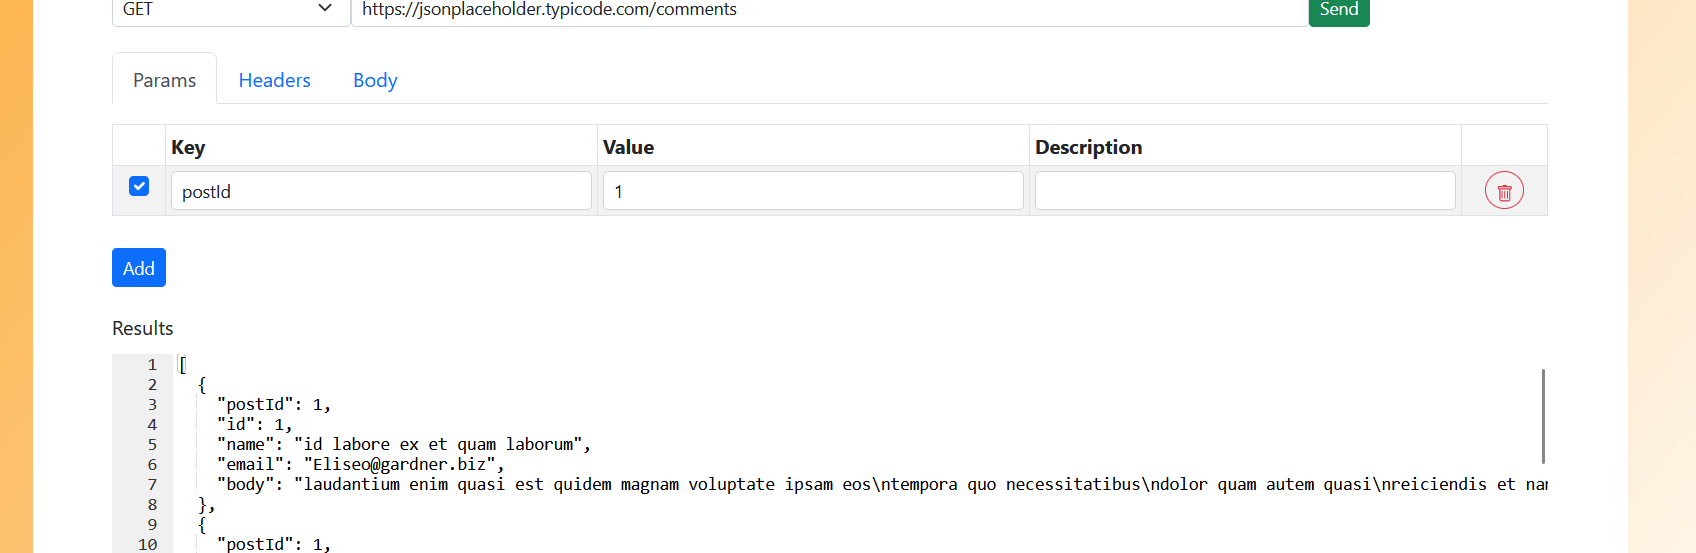 GET https://jsonplaceholder.typicode.com/comments Send
Params Headers Body
Key Value Description
postId 1
Add
Results
1 [
2 {
3 "postId": 1,
4 "id": 1,
5 "name": "id labore ex et quam laborum",
6 "email": "Eliseo@gardner.biz",
7 "body": "laudantium enim quasi est quidem magnam voluptate ipsam eos\ntempora quo necessitatibus\ndolor quam autem quasi\nreiciendis et
8 },
9 {
10 "postId": 1,